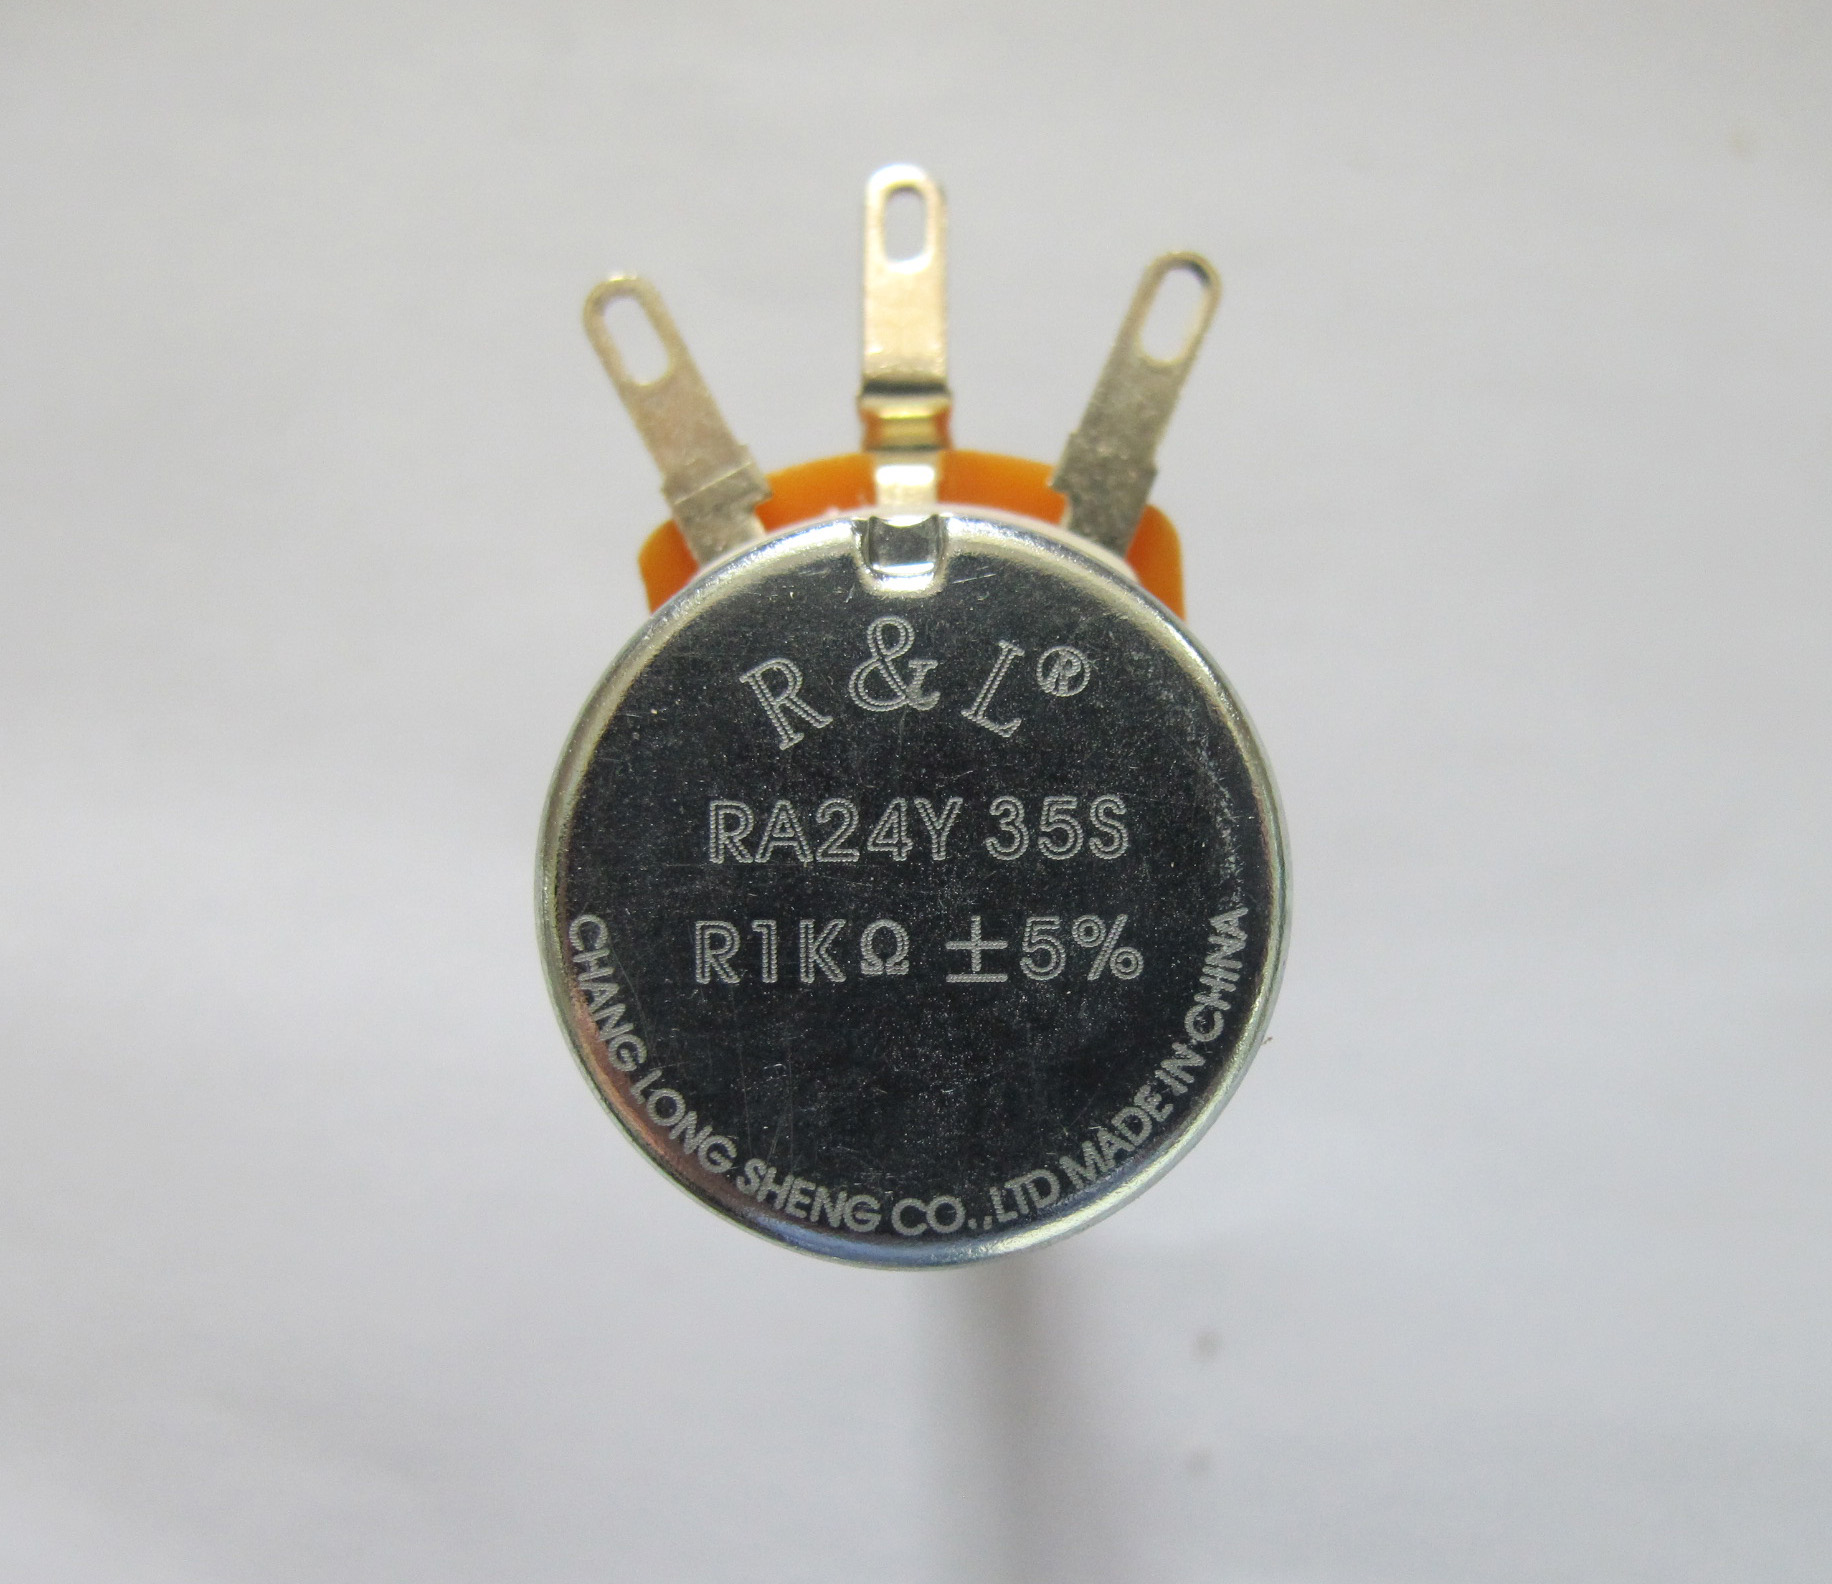 R & L®
RA24Y 35S
R1KΩ ±5%
CHANG LONG SHENG CO.,LTD MADE IN CHINA